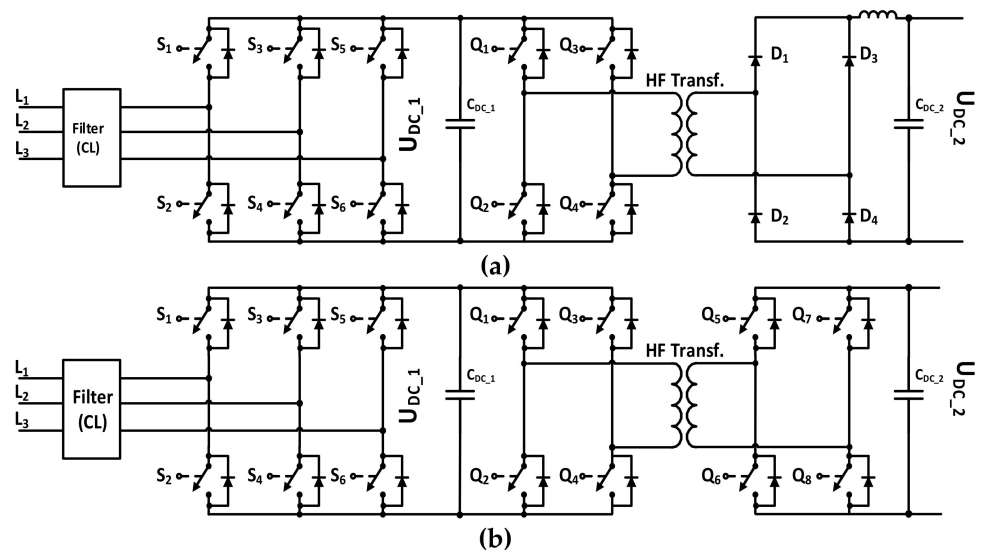 S1 S3 S5 Q1 Q3
D1 D3
HF Transf.
L1
L2
L3
Filter
(CL)
UDC_1
CDC_1
CDC_2
UDC_2
S2 S4 S6 Q2 Q4
D2 D4
(a)
S1 S3 S5 Q1 Q3 Q5 Q7
HF Transf.
L1
L2
L3
Filter
(CL)
UDC_1
CDC_1
CDC_2
UDC_2
S2 S4 S6 Q2 Q4 Q6 Q8
(b)